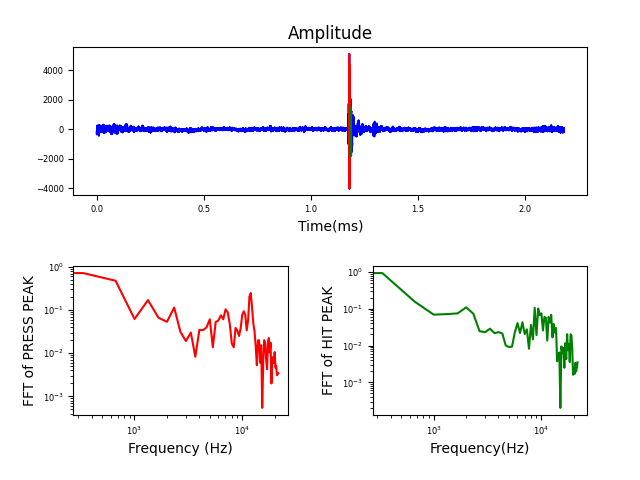 Amplitude
4000
2000
0
−2000
−4000
0.0 0.5 1.0 1.5 2.0
Time(ms)
FFT of PRESS PEAK
10⁰
10⁻¹
10⁻²
10⁻³
10³ 10⁴
Frequency (Hz)
FFT of HIT PEAK
10⁰
10⁻¹
10⁻²
10⁻³
10³ 10⁴
Frequency(Hz)